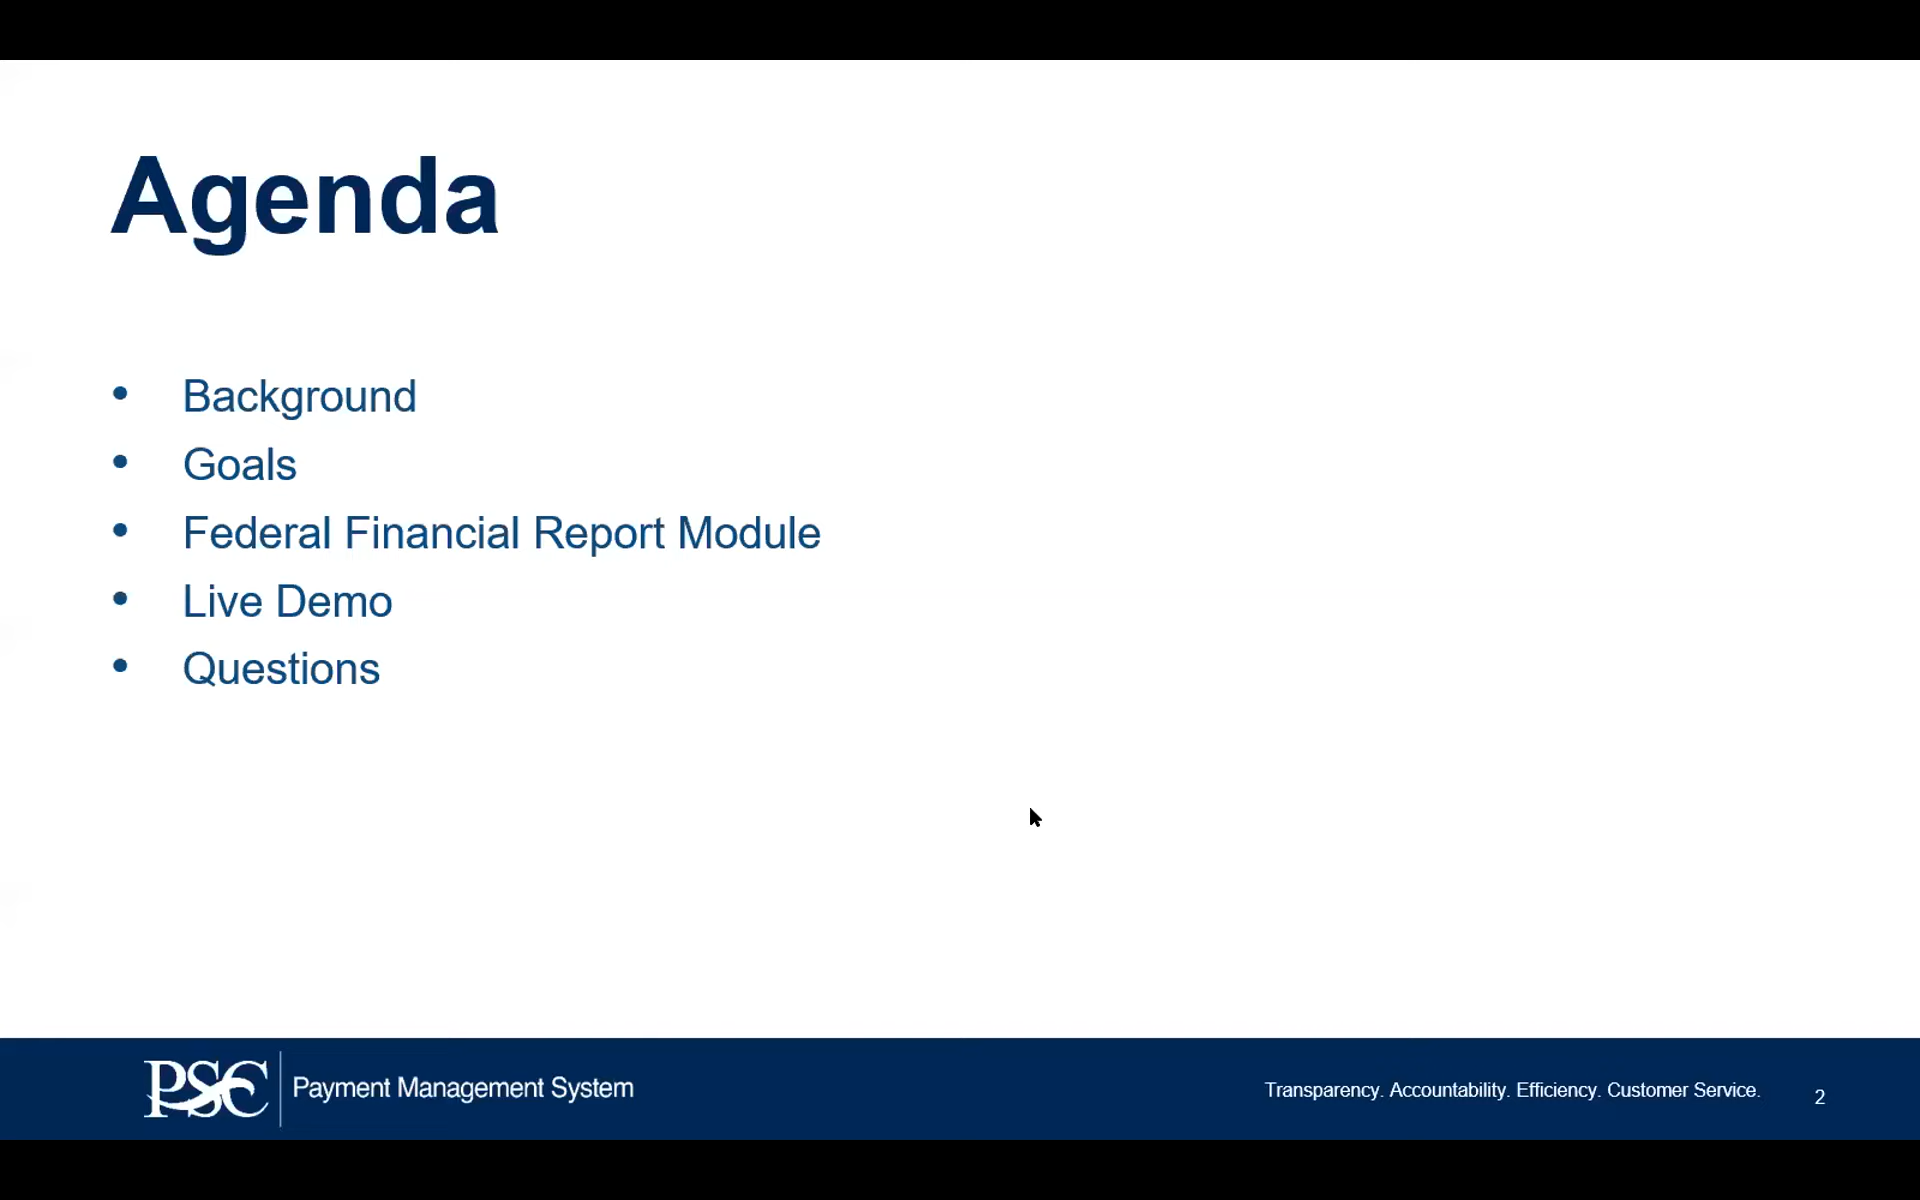 Agenda
• Background
• Goals
• Federal Financial Report Module
• Live Demo
• Questions
PSC Payment Management System
Transparency. Accountability. Efficiency. Customer Service.
2